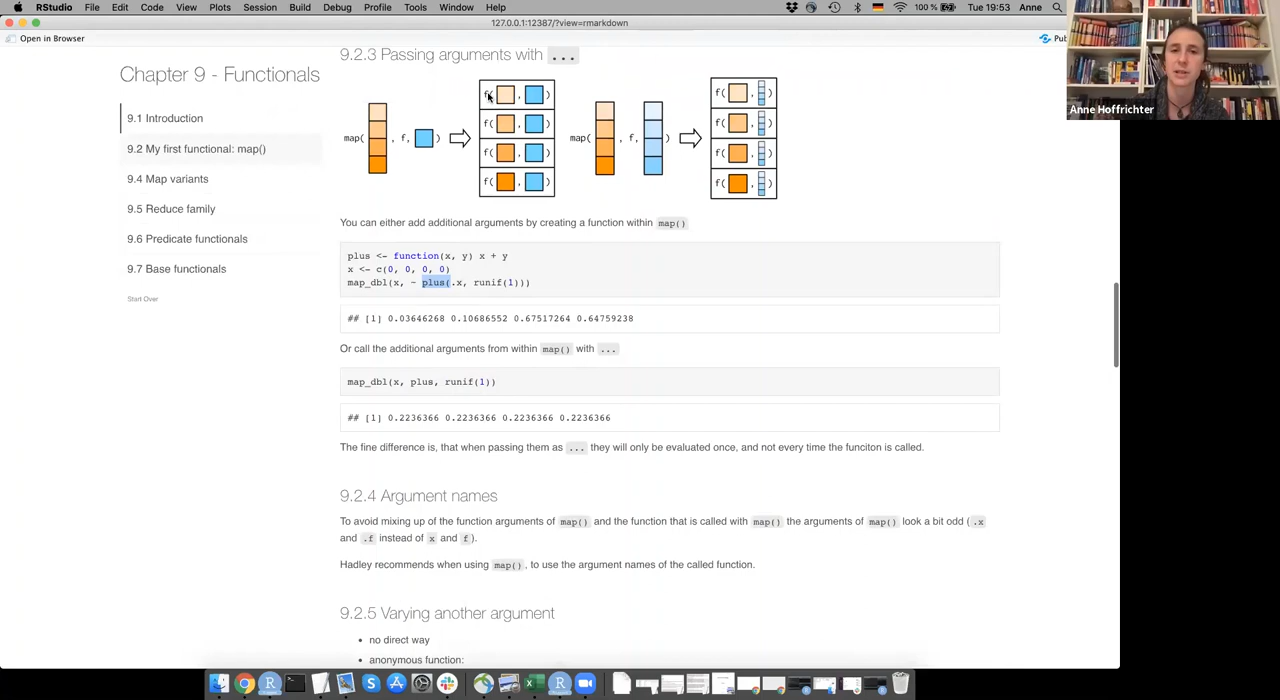 RStudio File Edit Code View Plots Session Build Debug Profile Tools Window Help 100 % Tue 19:53 Anne
127.0.0.1:12387/?view=rmarkdown
Open in Browser
Anne Hoffrichter
Chapter 9 - Functionals
9.1 Introduction
9.2 My first functional: map()
9.4 Map variants
9.5 Reduce family
9.6 Predicate functionals
9.7 Base functionals
Start Over
9.2.3 Passing arguments with ...
map( , f, )
f( , )
f( , )
f( , )
f( , )
map( , f, )
f( , )
f( , )
f( , )
f( , )
You can either add additional arguments by creating a function within map()
plus <- function(x, y) x + y
x <- c(0, 0, 0, 0)
map_dbl(x, ~ plus(.x, runif(1)))
## [1] 0.03646268 0.10686552 0.67517264 0.64759238
Or call the additional arguments from within map() with ...
map_dbl(x, plus, runif(1))
## [1] 0.2236366 0.2236366 0.2236366 0.2236366
The fine difference is, that when passing them as ... they will only be evaluated once, and not every time the funciton is called.
9.2.4 Argument names
To avoid mixing up of the function arguments of map() and the function that is called with map() the arguments of map() look a bit odd ( .x
and .f instead of x and f ).
Hadley recommends when using map(), to use the argument names of the called function.
9.2.5 Varying another argument
• no direct way
• anonymous function: